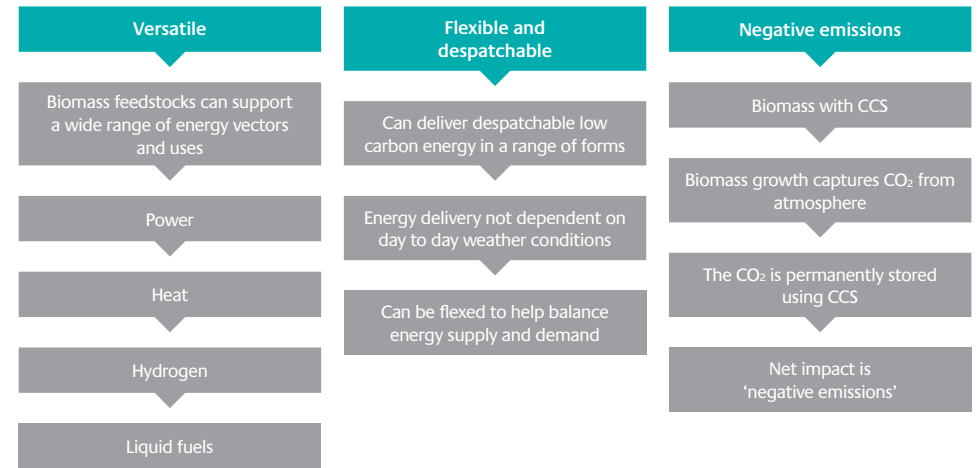 Versatile
Biomass feedstocks can support
a wide range of energy vectors
and uses
Power
Heat
Hydrogen
Liquid fuels
Flexible and
despatchable
Can deliver despatchable low
carbon energy in a range of forms
Energy delivery not dependent on
day to day weather conditions
Can be flexed to help balance
energy supply and demand
Negative emissions
Biomass with CCS
Biomass growth captures CO₂ from
atmosphere
The CO₂ is permanently stored
using CCS
Net impact is
‘negative emissions’